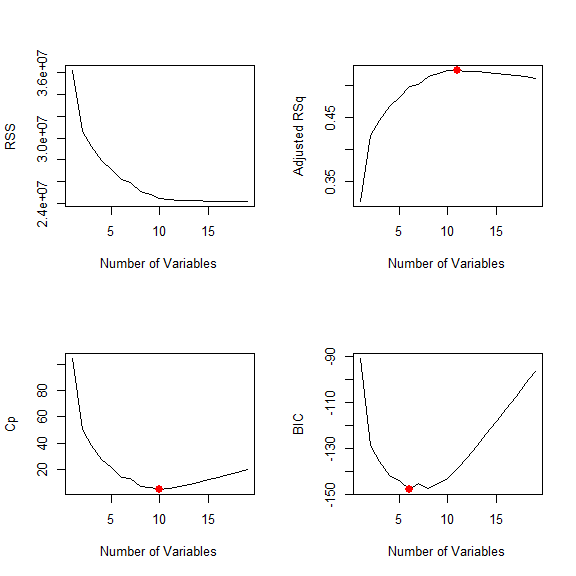 RSS
2.4e+07 3.0e+07 3.6e+07
5 10 15
Number of Variables
Adjusted RSq
0.35 0.45
5 10 15
Number of Variables
Cp
20 40 60 80
5 10 15
Number of Variables
BIC
-150 -130 -110 -90
5 10 15
Number of Variables